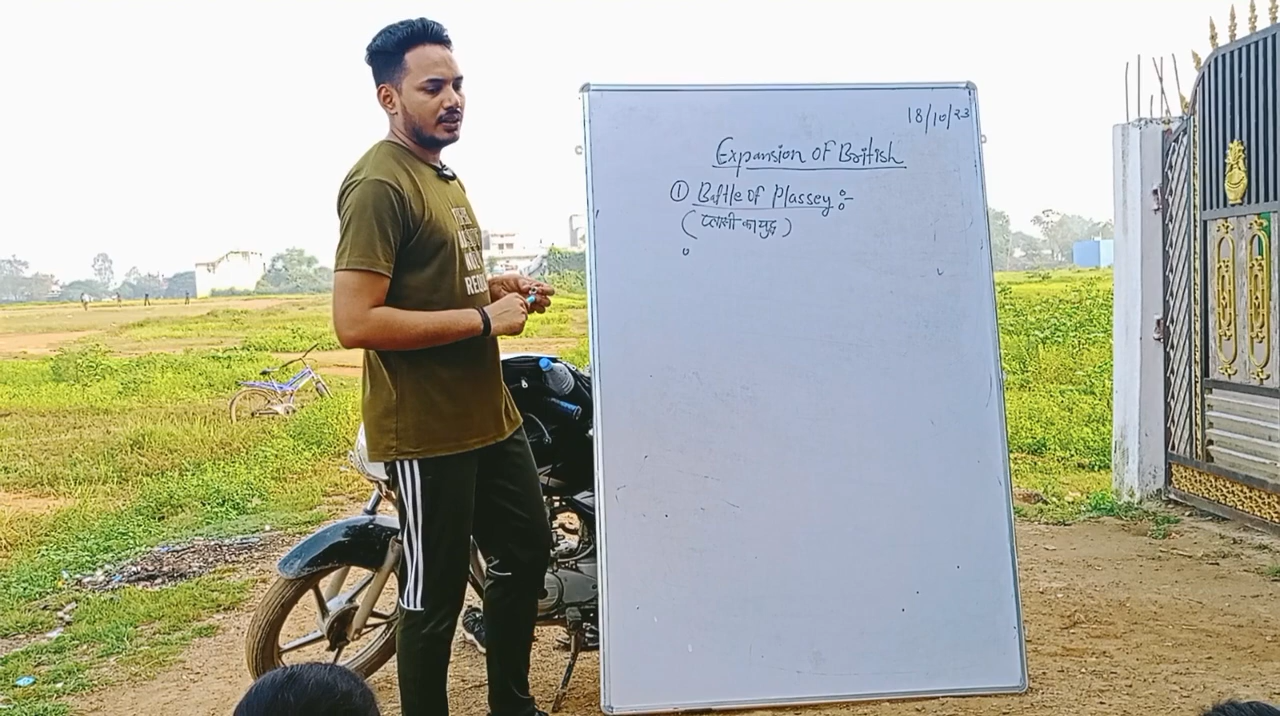 18/10/23
Expansion of British
① Battle of Plassey :-
(प्लासी का युद्ध)